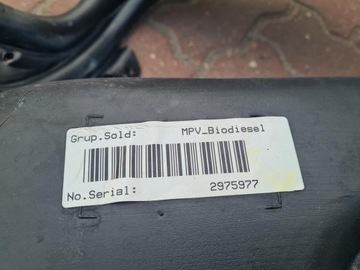 Grup.Sold: MPV_Biodiesel
No.Serial: 2975977